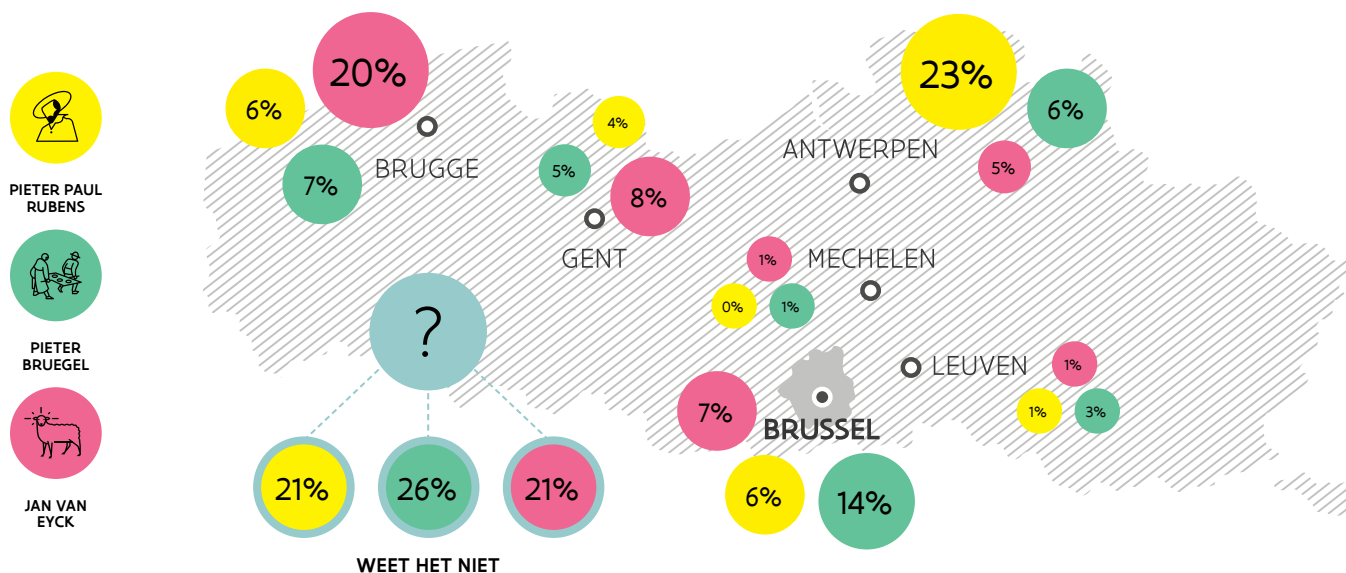 PIETER PAUL
RUBENS
PIETER
BRUEGEL
JAN VAN
EYCK
20%
6%
7%
BRUGGE
4%
5%
8%
GENT
23%
6%
5%
ANTWERPEN
1%
0%
1%
MECHELEN
1%
1%
3%
LEUVEN
7%
6%
14%
BRUSSEL
?
21%
26%
21%
WEET HET NIET